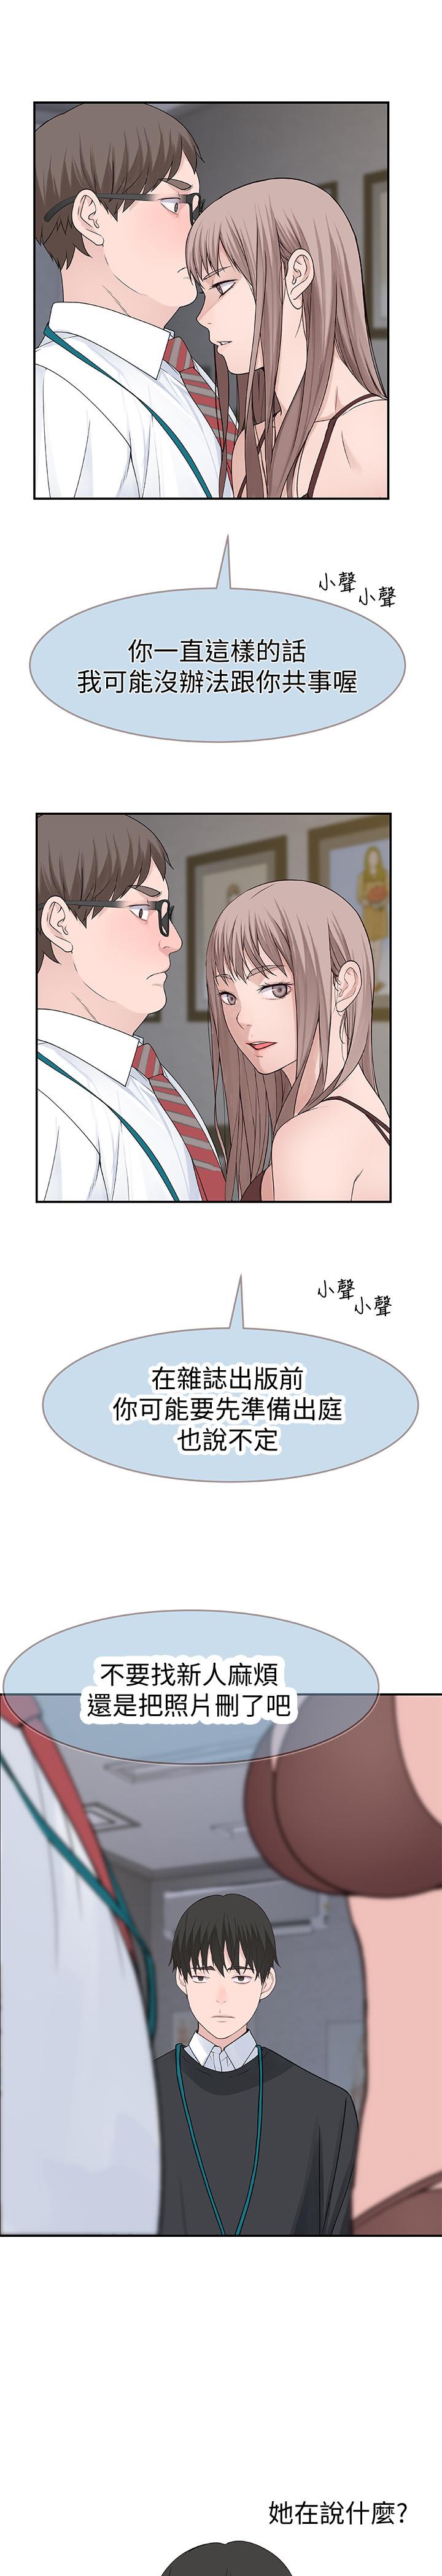 小聲
小聲
你一直這樣的話
我可能沒辦法跟你共事喔
小聲
小聲
在雜誌出版前
你可能要先準備出庭
也說不定
不要找新人麻煩
還是把照片刪了吧
她在說什麼?